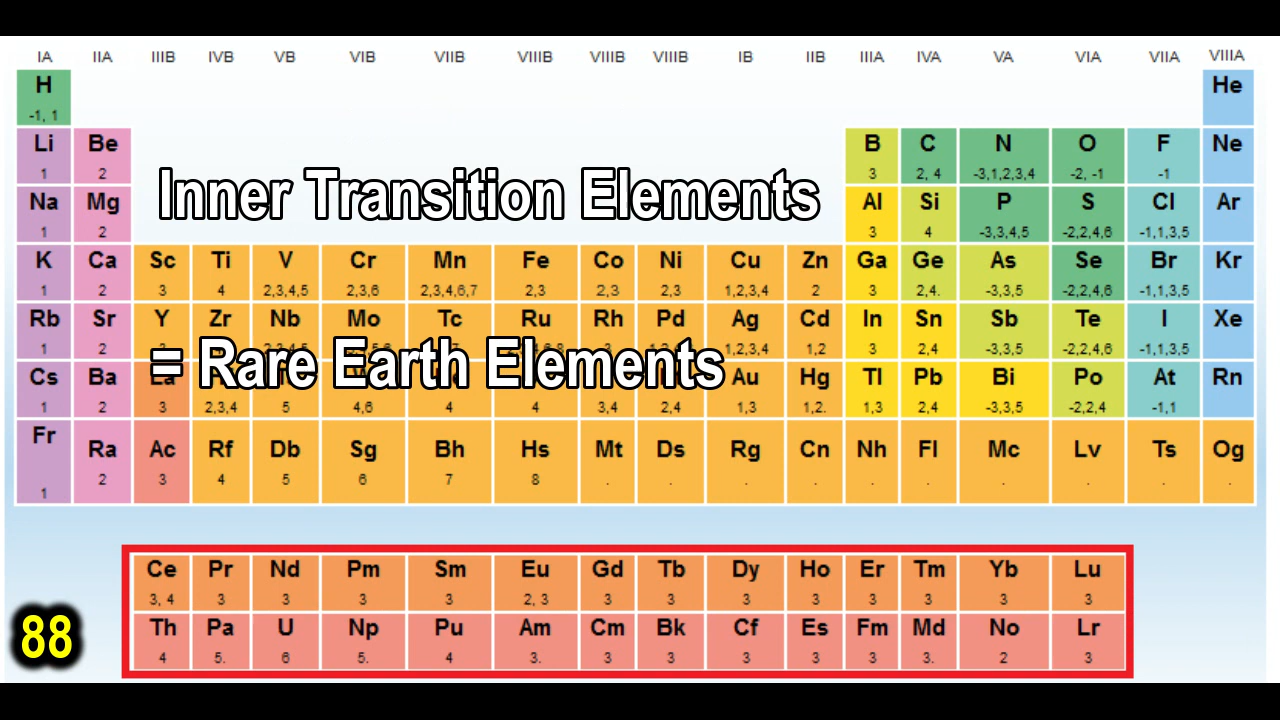 IA IIA IIIB IVB VB VIB VIIB VIIIB VIIIB VIIIB IB IIB IIIA IVA VA VIA VIIA VIIIA
H He
-1, 1
Li Be B C N O F Ne
1 2 3 2, 4 -3,1,2,3,4 -2, -1 -1
Inner Transition Elements
Na Mg Al Si P S Cl Ar
1 2 3 4 -3,3,4,5 -2,2,4,6 -1,1,3,5
K Ca Sc Ti V Cr Mn Fe Co Ni Cu Zn Ga Ge As Se Br Kr
1 2 3 4 2,3,4,5 2,3,6 2,3,4,6,7 2,3 2,3 2,3 1,2,3,4 2 3 2,4. -3,3,5 -2,2,4,6 -1,1,3,5
Rb Sr Y Zr Nb Mo Tc Ru Rh Pd Ag Cd In Sn Sb Te I Xe
1 2 1,2,3,4 1,2 3 2,4 -3,3,5 -2,2,4,6 -1,1,3,5
= Rare Earth Elements
Cs Ba La Au Hg Tl Pb Bi Po At Rn
1 2 3 2,3,4 5 4,6 4 4 3,4 2,4 1,3 1,2. 1,3 2,4 -3,3,5 -2,2,4 -1,1
Fr Ra Ac Rf Db Sg Bh Hs Mt Ds Rg Cn Nh Fl Mc Lv Ts Og
1 2 3 4 5 6 7 8 . . . . . . . . . .
Ce Pr Nd Pm Sm Eu Gd Tb Dy Ho Er Tm Yb Lu
3, 4 3 3 3 3 2, 3 3 3 3 3 3 3 3 3
Th Pa U Np Pu Am Cm Bk Cf Es Fm Md No Lr
4 5. 6 5. 4 3. 3 3 3 3 3 3. 2 3
88